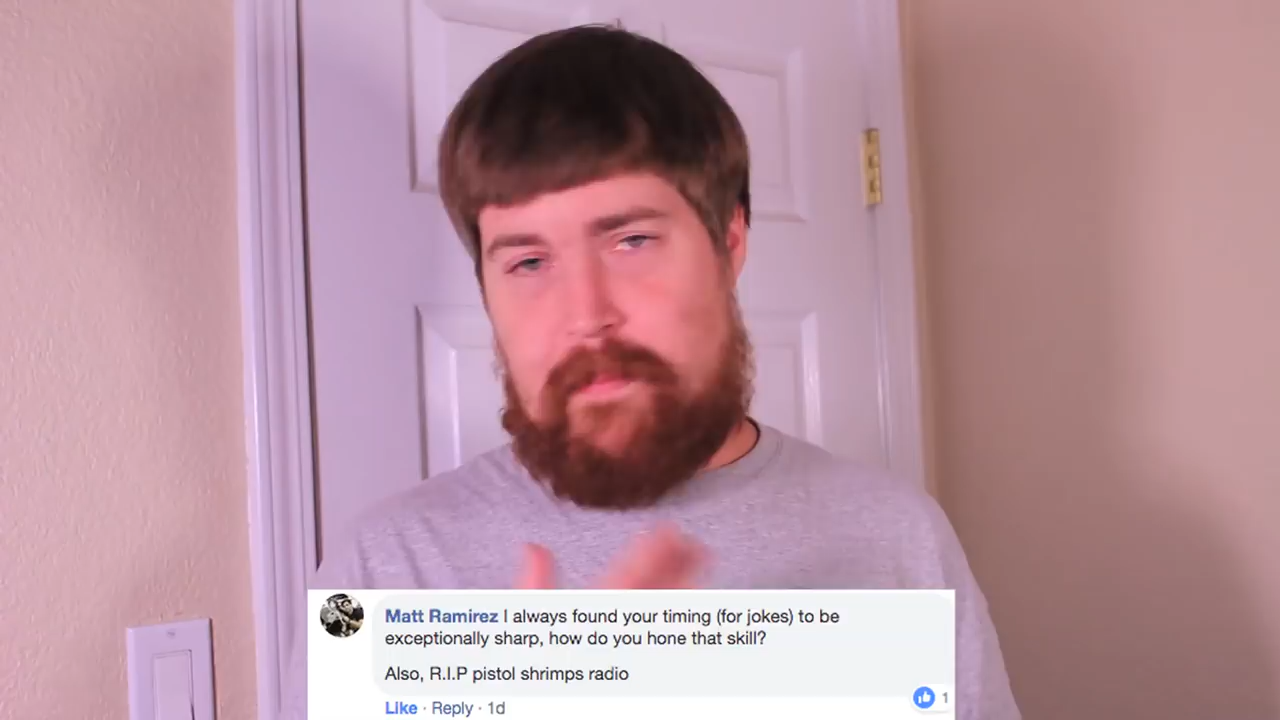 Matt Ramirez I always found your timing (for jokes) to be
exceptionally sharp, how do you hone that skill?
Also, R.I.P pistol shrimps radio
Like · Reply · 1d
1